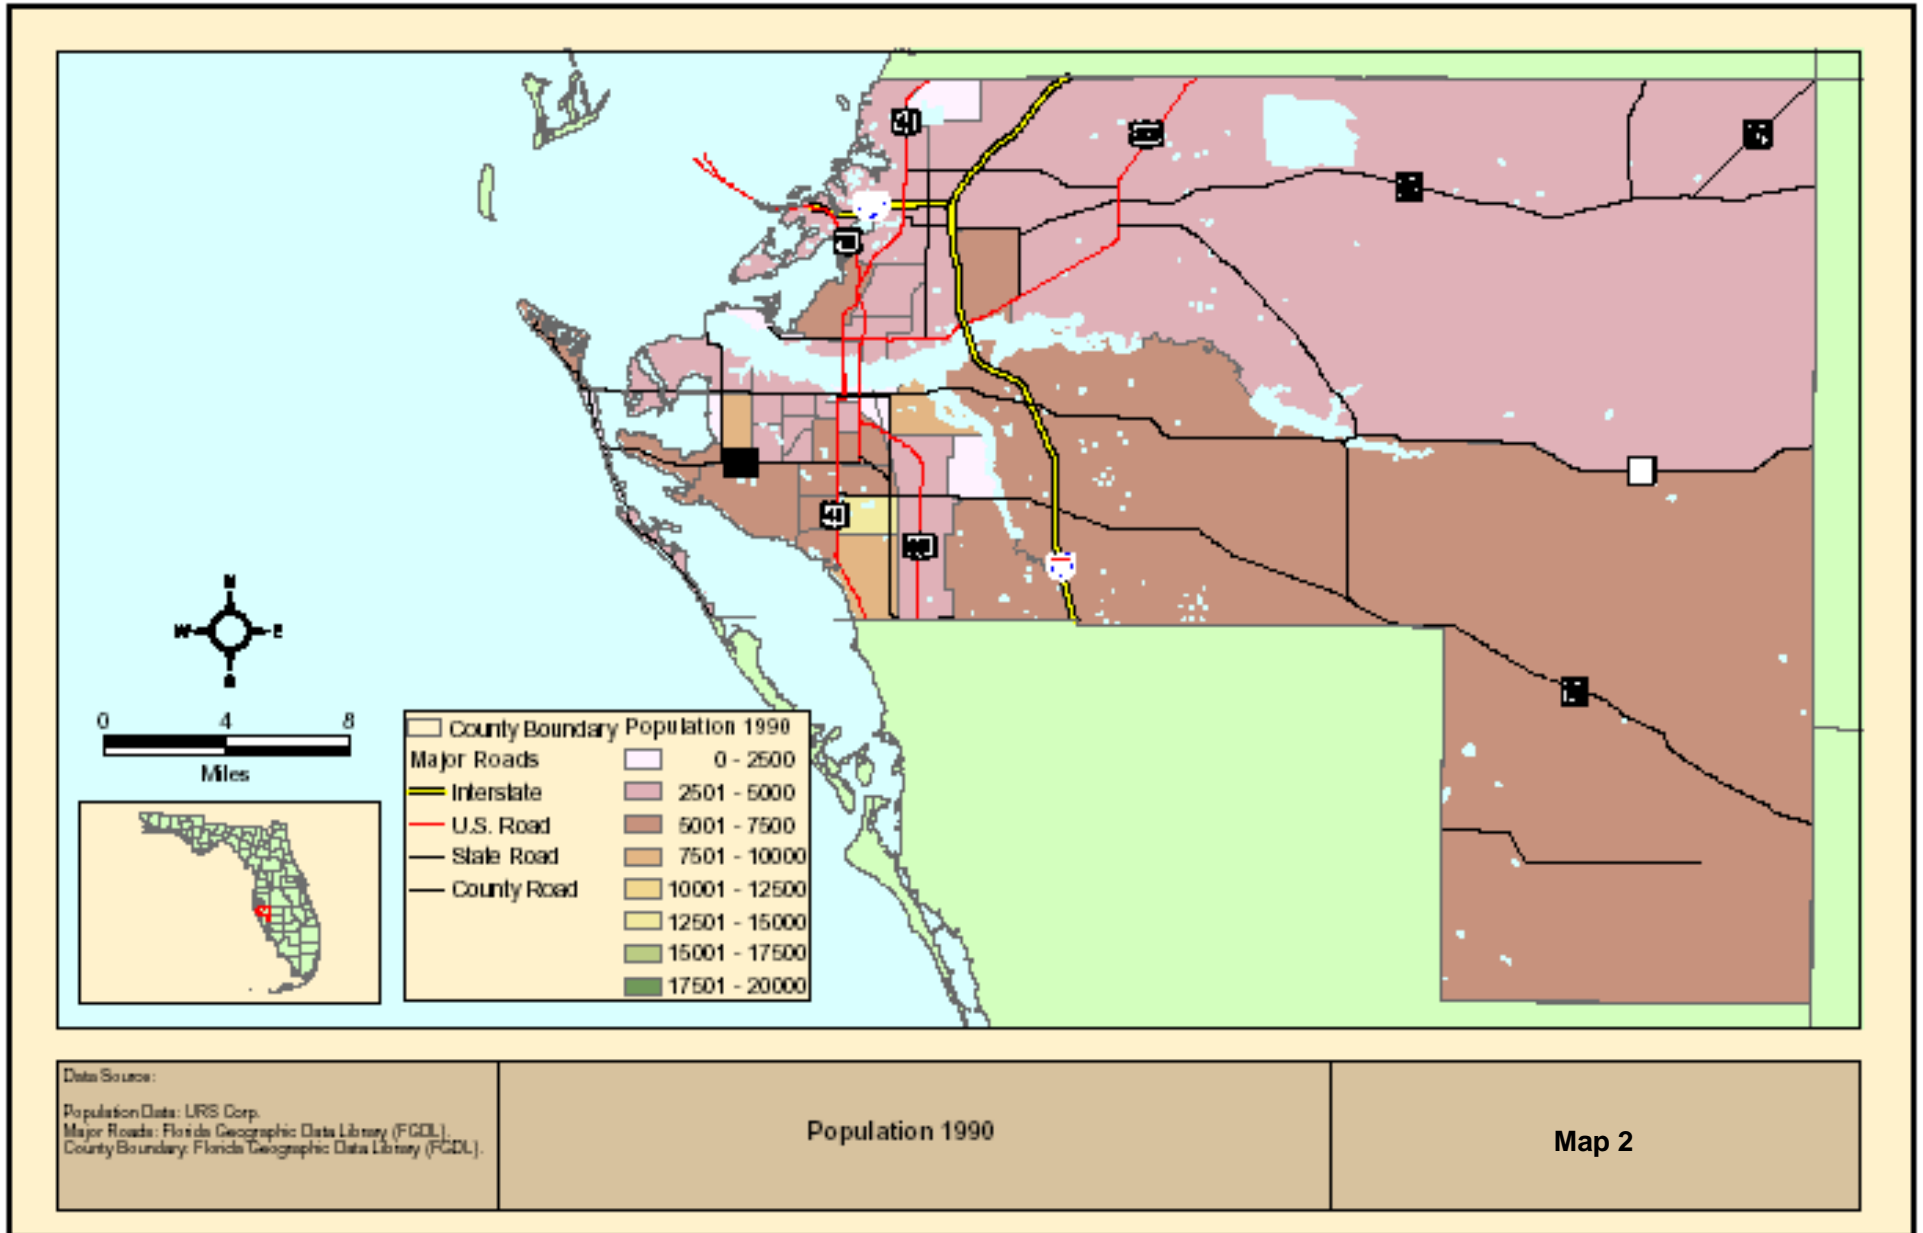 41
41
N
W
E
S
0 4 8
Miles
County Boundary
Major Roads
Interstate
U.S. Road
State Road
County Road
Population 1990
0 - 2500
2501 - 5000
5001 - 7500
7501 - 10000
10001 - 12500
12501 - 15000
15001 - 17500
17501 - 20000
Data Source:
Population Data: URS Corp.
Major Roads: Florida Geographic Data Library (FGDL).
County Boundary: Florida Geographic Data Library (FGDL).
Population 1990
Map 2